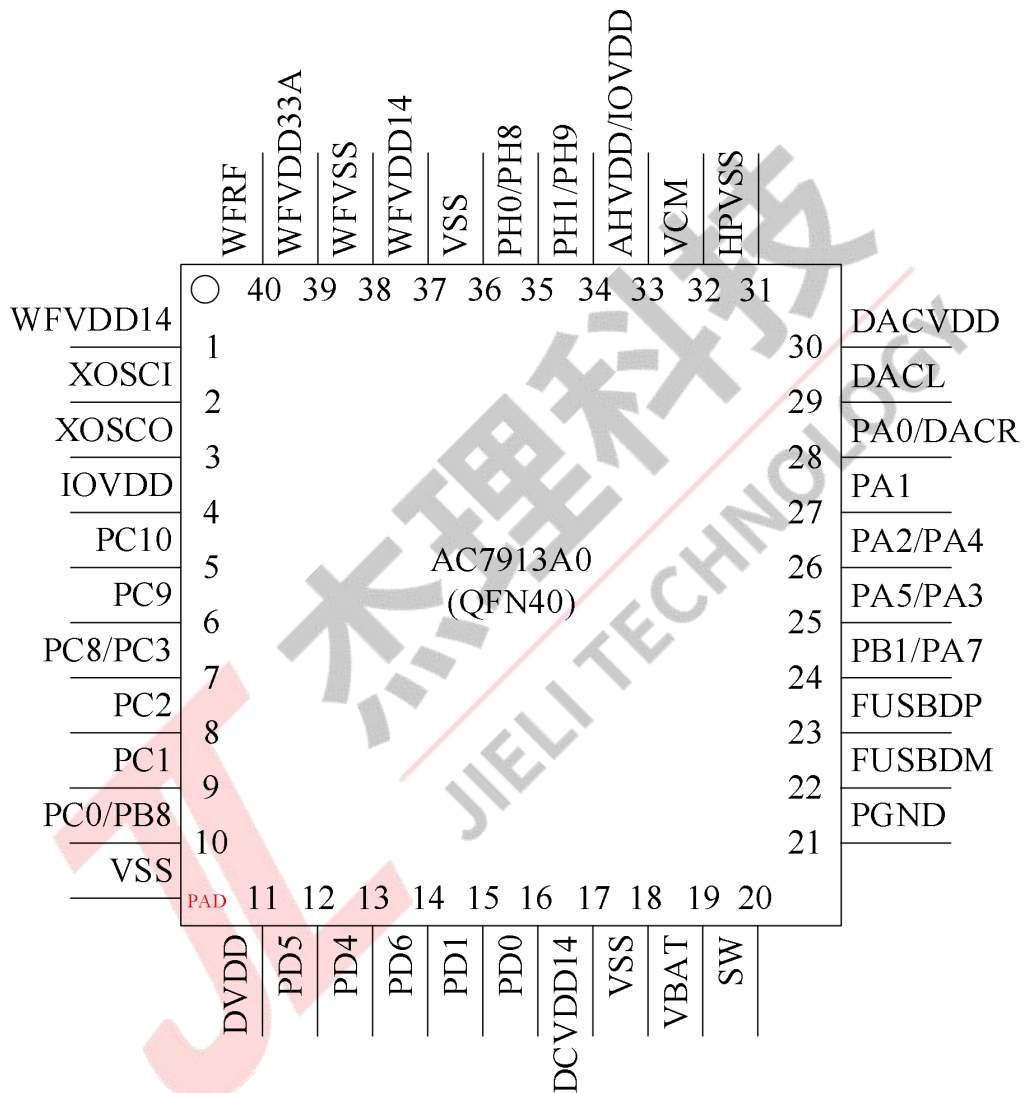 WFRF
WFVDD33A
WFVSS
WFVDD14
VSS
PH0/PH8
PH1/PH9
AHVDD/IOVDD
VCM
HPVSS
40 39 38 37 36 35 34 33 32 31
WFVDD14
1
XOSCI
2
XOSCO
3
IOVDD
4
PC10
5
PC9
6
PC8/PC3
7
PC2
8
PC1
9
PC0/PB8
10
VSS
PAD
AC7913A0
(QFN40)
DACVDD
30
DACL
29
PA0/DACR
28
PA1
27
PA2/PA4
26
PA5/PA3
25
PB1/PA7
24
FUSBDP
23
FUSBDM
22
PGND
21
11 12 13 14 15 16 17 18 19 20
DVDD
PD5
PD4
PD6
PD1
PD0
DCVDD14
VSS
VBAT
SW
JL
杰理科技
JIELI TECHNOLOGY